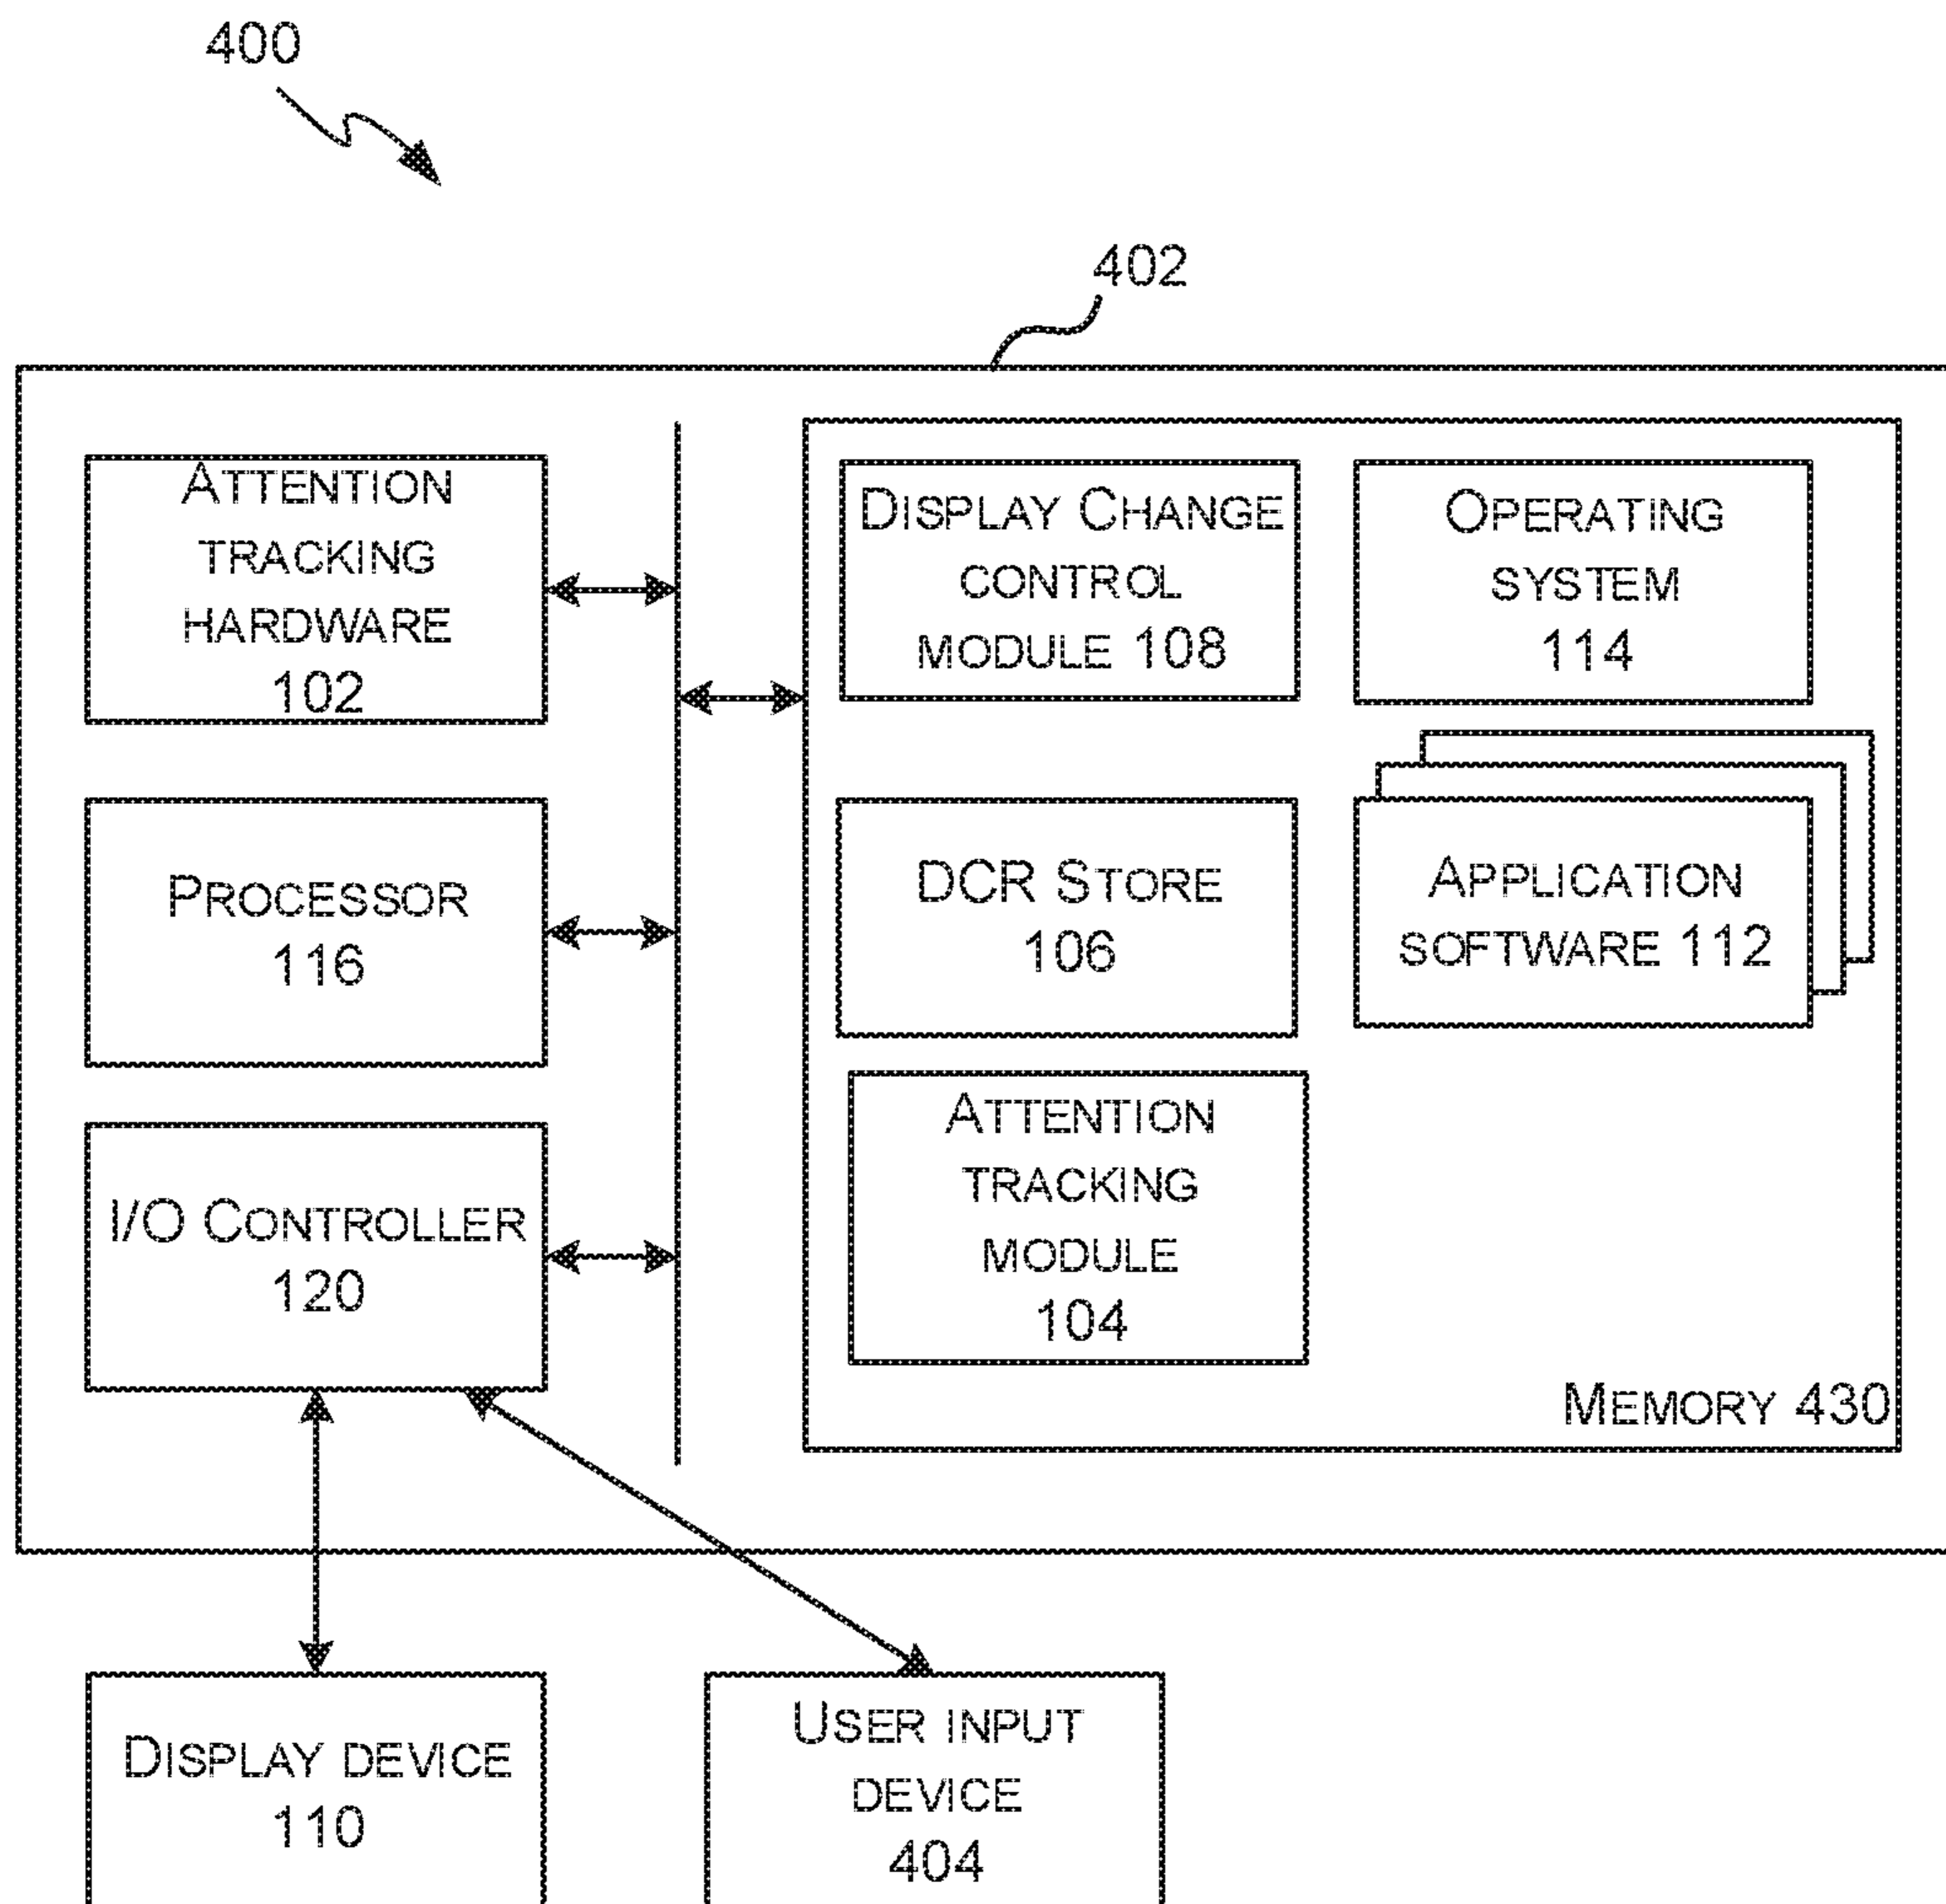 400
402
Attention
tracking
hardware
102
Display Change
control
module 108
Operating
system
114
Processor
116
DCR Store
106
Application
software 112
I/O Controller
120
Attention
tracking
module
104
Memory 430
Display device
110
User input
device
404